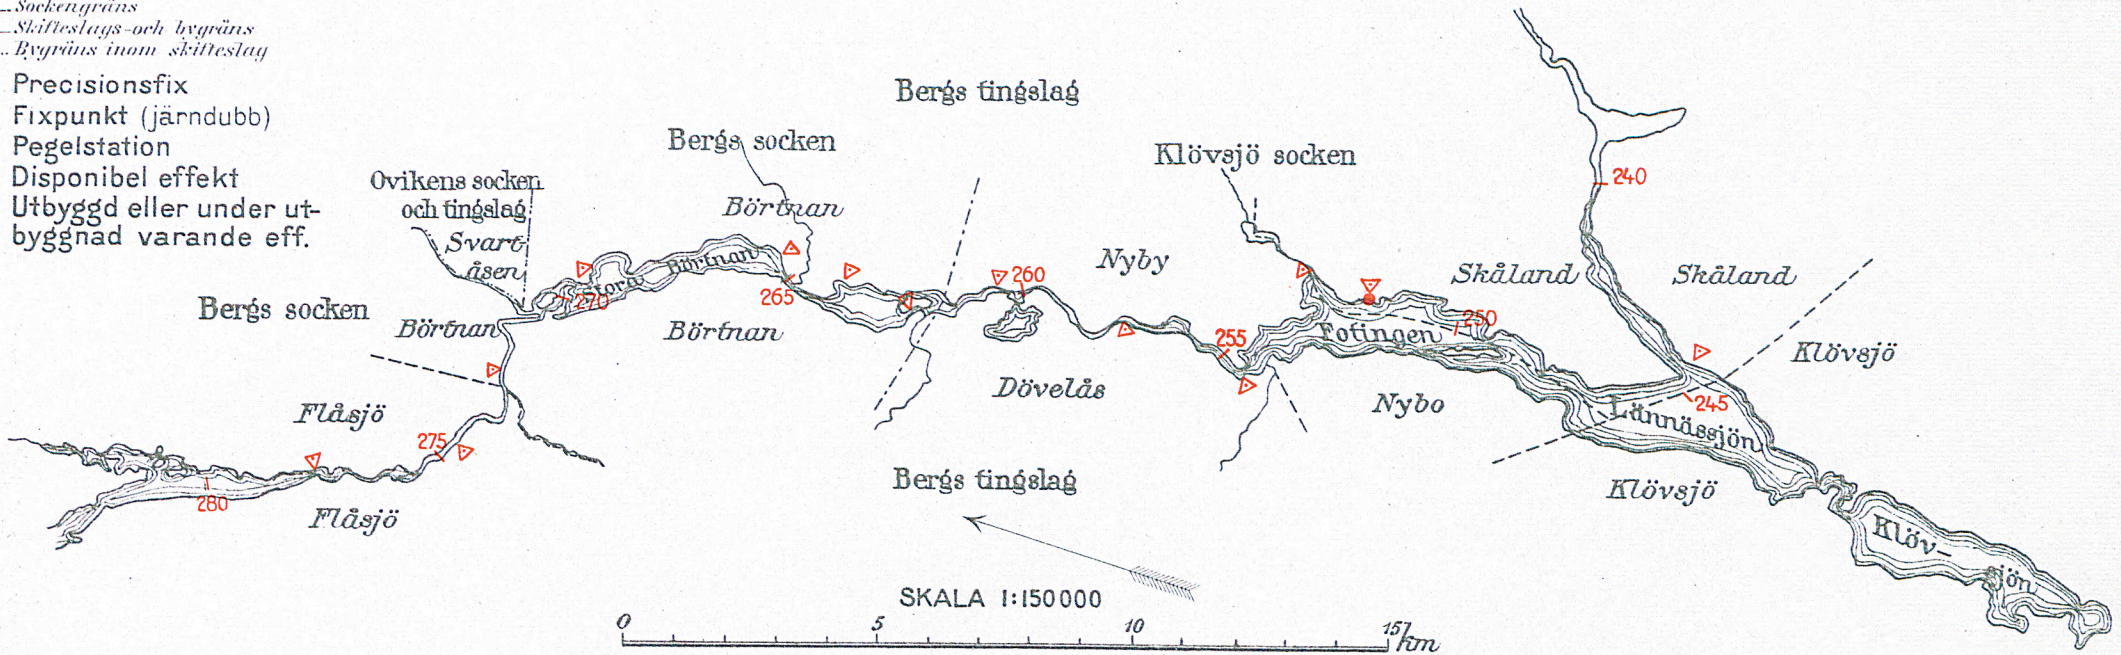 Sockengräns
Skifteslags-och bygräns
Bygräns inom skifteslag
Precisionsfix
Fixpunkt (järndubb)
Pegelstation
Disponibel effekt
Utbyggd eller under ut-
byggnad varande eff.
Bergs tingslag
Bergs socken
Klövsjö socken
Ovikens socken
och tingslag
Svart-
åsen
Börtnan
Bergs socken
Börtnan
Stora Börtnan
Börtnan
Nyby
Skåland
Skåland
Klövsjö
Fotingen
Flåsjö
Dövelås
Nybo
Lännässjön
Klövsjö
Flåsjö
Bergs tingslag
Klöv-
sjön
240
245
250
255
260
265
270
275
280
SKALA 1:150000
0 5 10 15 km